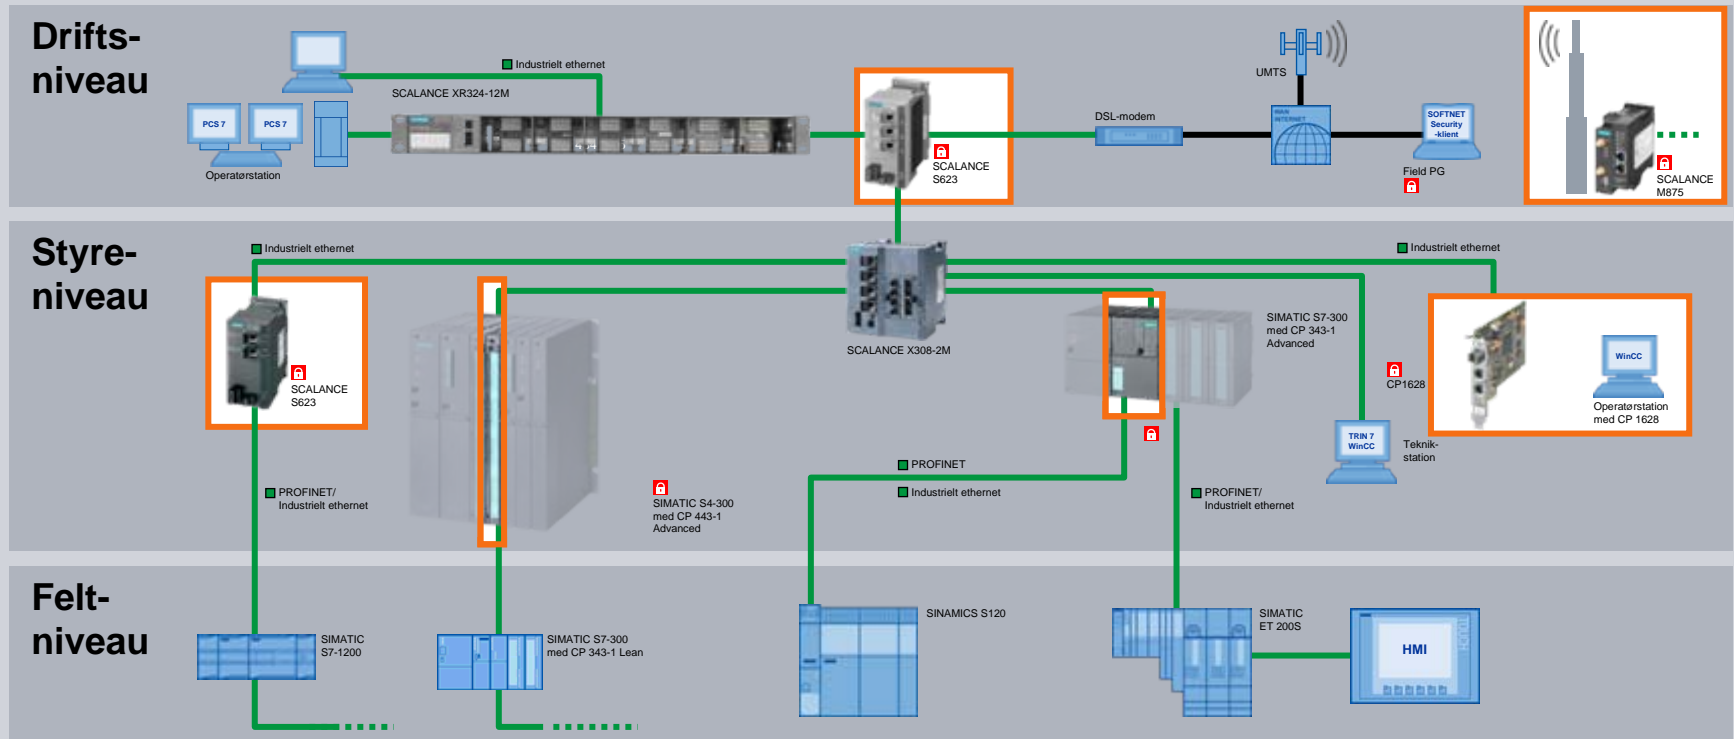 Drifts-
niveau
Industrielt ethernet
SCALANCE XR324-12M
PCS 7
PCS 7
Operatørstation
SCALANCE
S623
DSL-modem
UMTS
WAN
INTERNET
SOFTNET
Security
-klient
Field PG
SCALANCE
M875
Styre-
niveau
Industrielt ethernet
Industrielt ethernet
SCALANCE
S623
SCALANCE X308-2M
SIMATIC S7-300
med CP 343-1
Advanced
CP1628
WinCC
Operatørstation
med CP 1628
TRIN 7
WinCC
Teknik-
station
PROFINET
Industrielt ethernet
PROFINET/
Industrielt ethernet
PROFINET/
Industrielt ethernet
SIMATIC S4-300
med CP 443-1
Advanced
Felt-
niveau
SIMATIC
S7-1200
SIMATIC S7-300
med CP 343-1 Lean
SINAMICS S120
SIMATIC
ET 200S
HMI